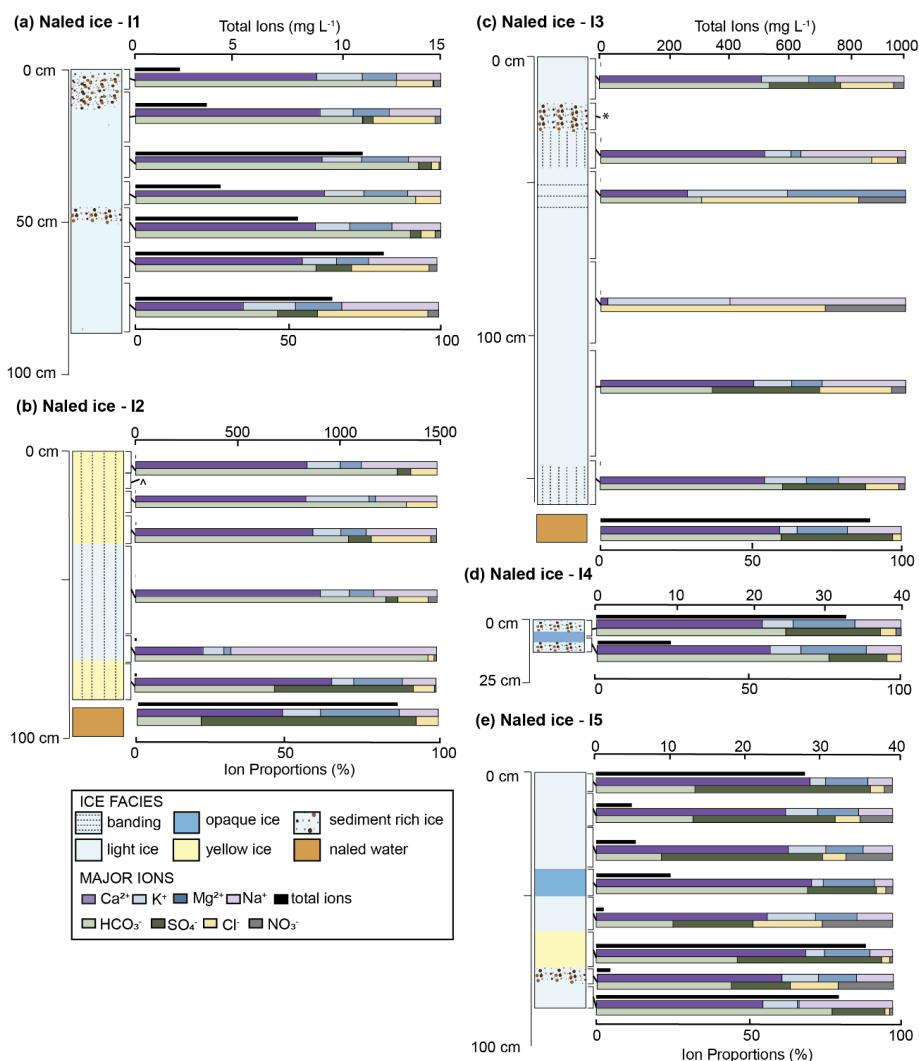 (a) Naled ice - I1
Total Ions (mg L⁻¹)
0 5 10 15
0 cm
50 cm
100 cm
0 50 100
(b) Naled ice - I2
0 500 1000 1500
0 cm
^
100 cm
0 50 100
Ion Proportions (%)
ICE FACIES
banding opaque ice sediment rich ice
light ice yellow ice naled water
MAJOR IONS
Ca²⁺ K⁺ Mg²⁺ Na⁺ total ions
HCO₃⁻ SO₄⁻ Cl⁻ NO₃⁻
(c) Naled ice - I3
Total Ions (mg L⁻¹)
0 200 400 600 800 1000
0 cm
*
100 cm
0 50 100
(d) Naled ice - I4
0 10 20 30 40
0 cm
25 cm
0 50 100
(e) Naled ice - I5
0 10 20 30 40
0 cm
100 cm
0 50 100
Ion Proportions (%)